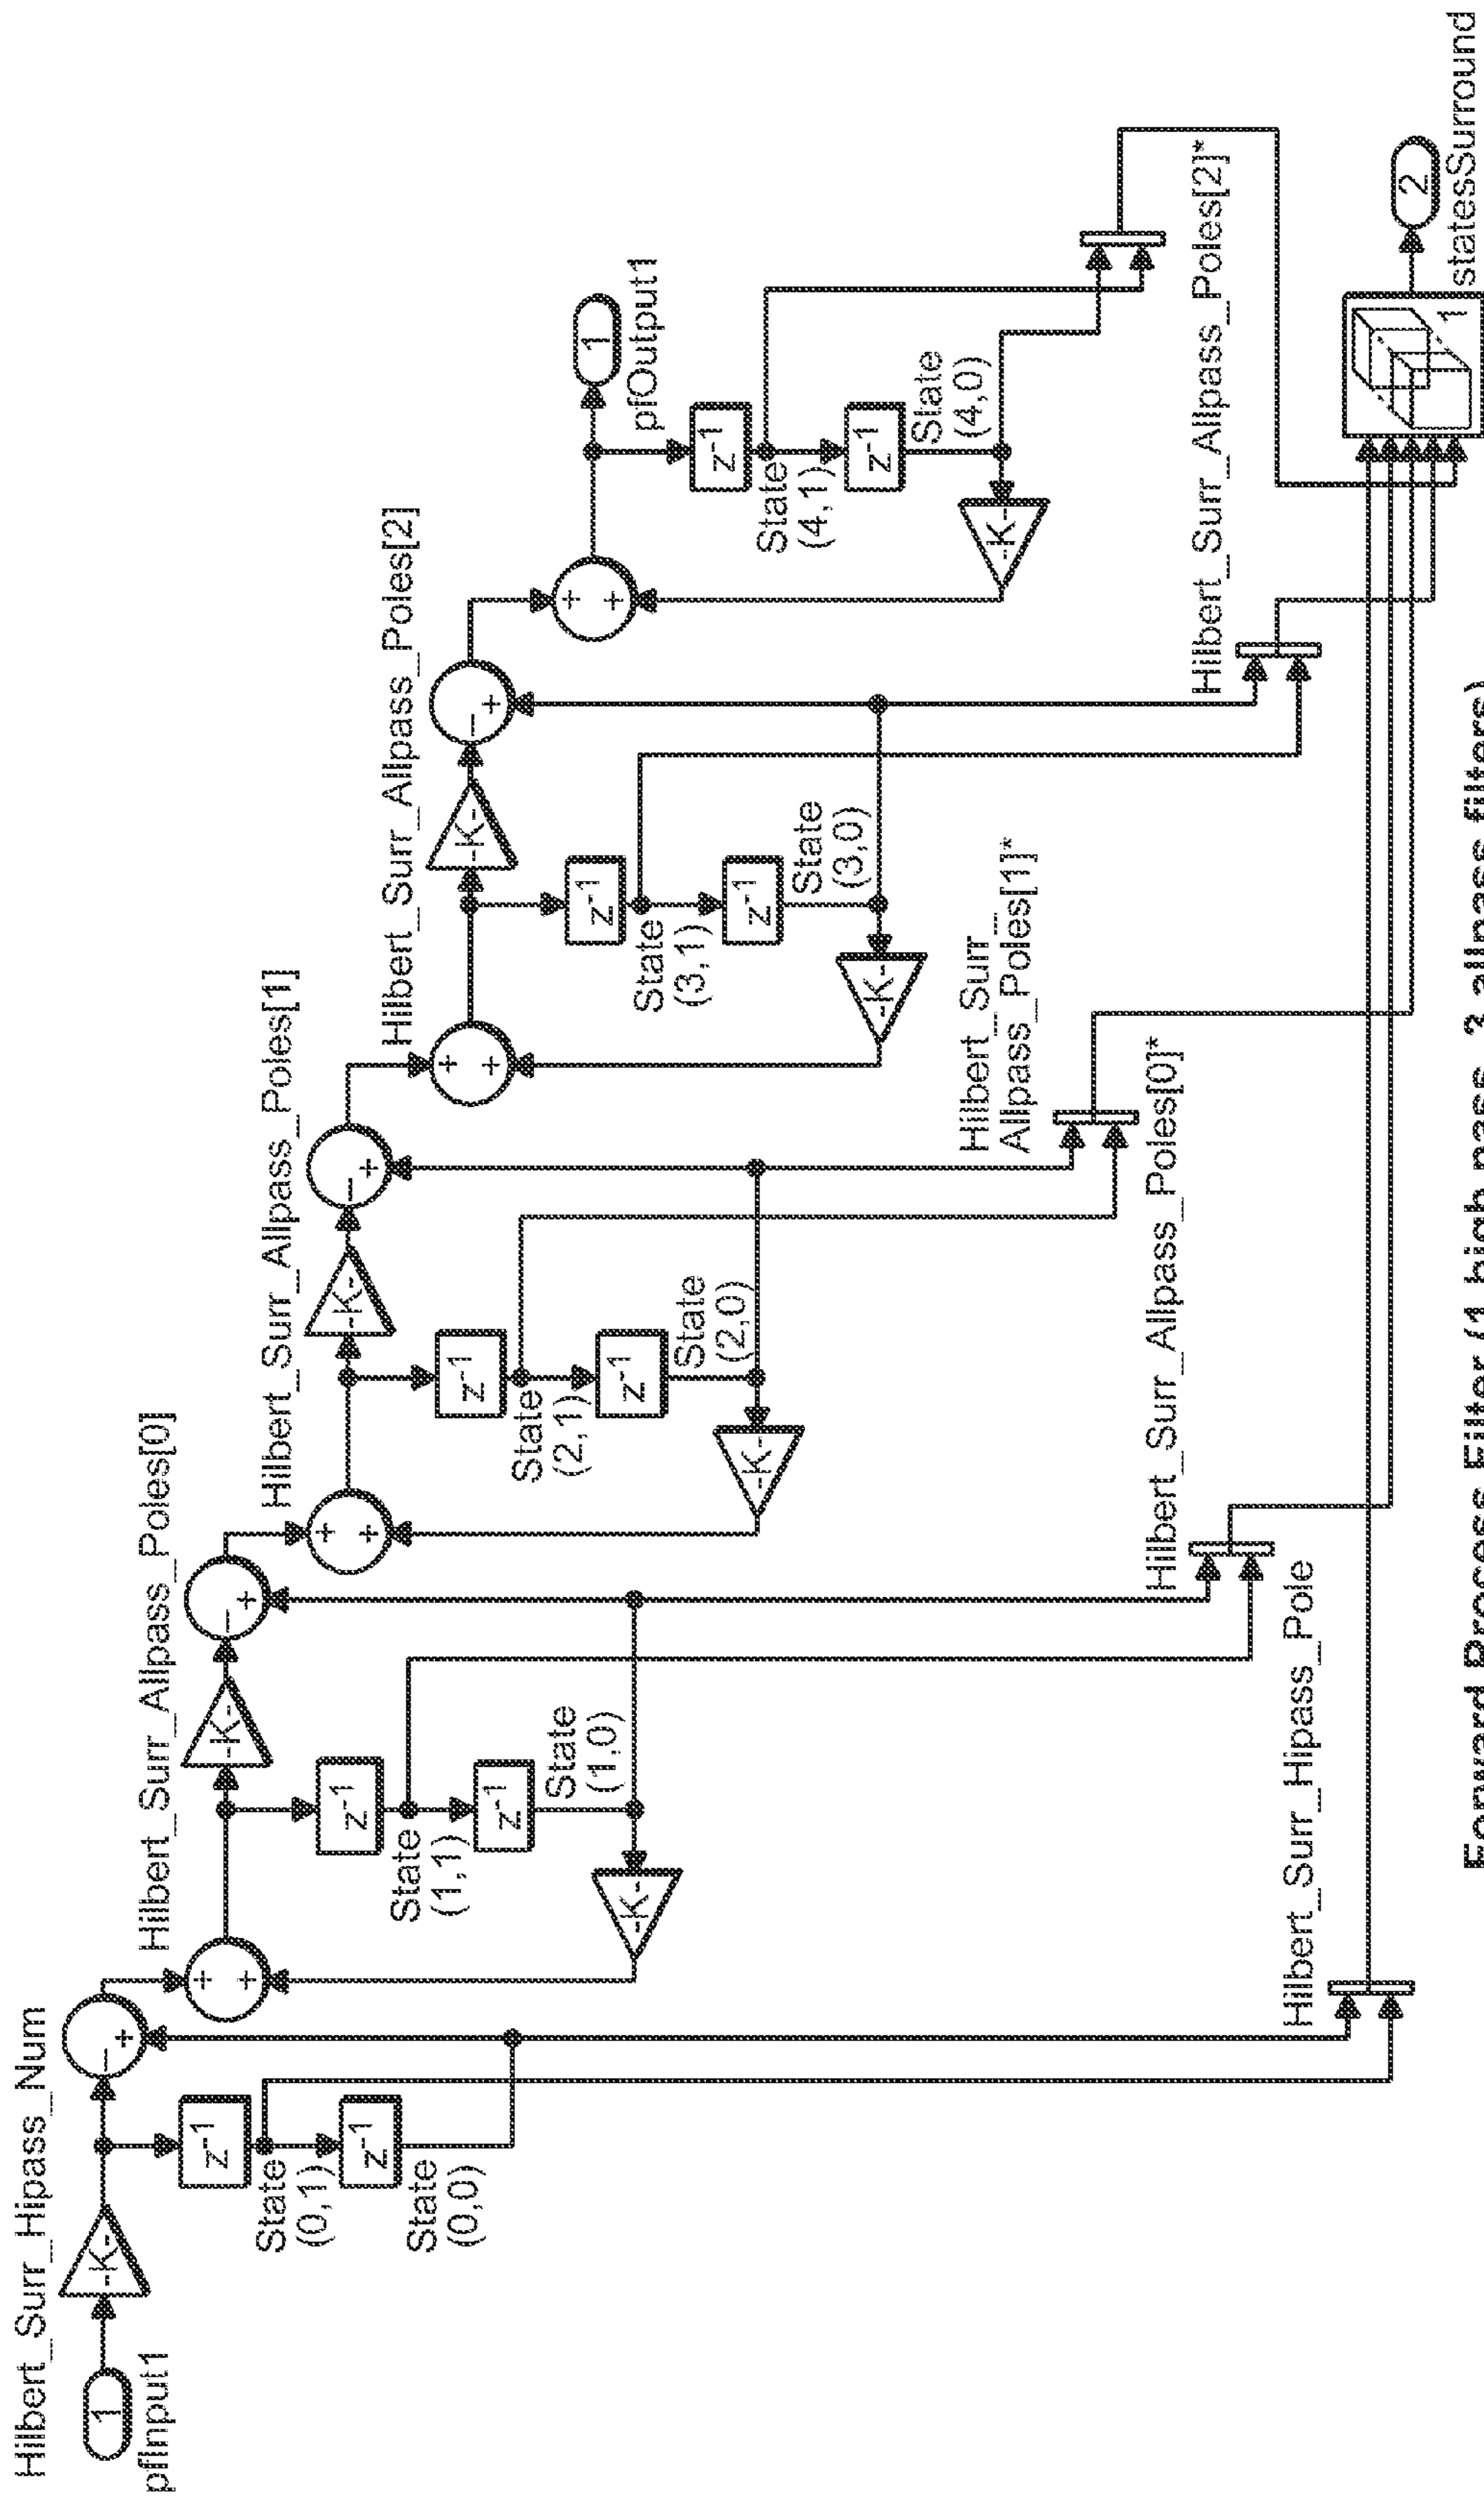 Hilbert_Surr_Hipass_Num
1
pfInput1
-K-
z-1
State
(0,1)
z-1
State
(0,0)
–
+
+
+
Hilbert_Surr_Allpass_Poles[0]
-K-
z-1
State
(1,1)
z-1
State
(1,0)
-K-
–
+
+
+
Hilbert_Surr_Allpass_Poles[1]
-K-
z-1
State
(2,1)
z-1
State
(2,0)
-K-
–
+
+
+
Hilbert_Surr_Allpass_Poles[2]
-K-
z-1
State
(3,1)
z-1
State
(3,0)
-K-
–
+
+
+
1
pfOutput1
z-1
State
(4,1)
z-1
State
(4,0)
-K-
Hilbert_Surr_Hipass_Pole
Hilbert_Surr_Allpass_Poles[0]*
Hilbert_Surr_
Allpass_Poles[1]*
Hilbert_Surr_Allpass_Poles[2]*
1
2
statesSurround
Forward Process Filter (1 high pass, 3 allpass filters)